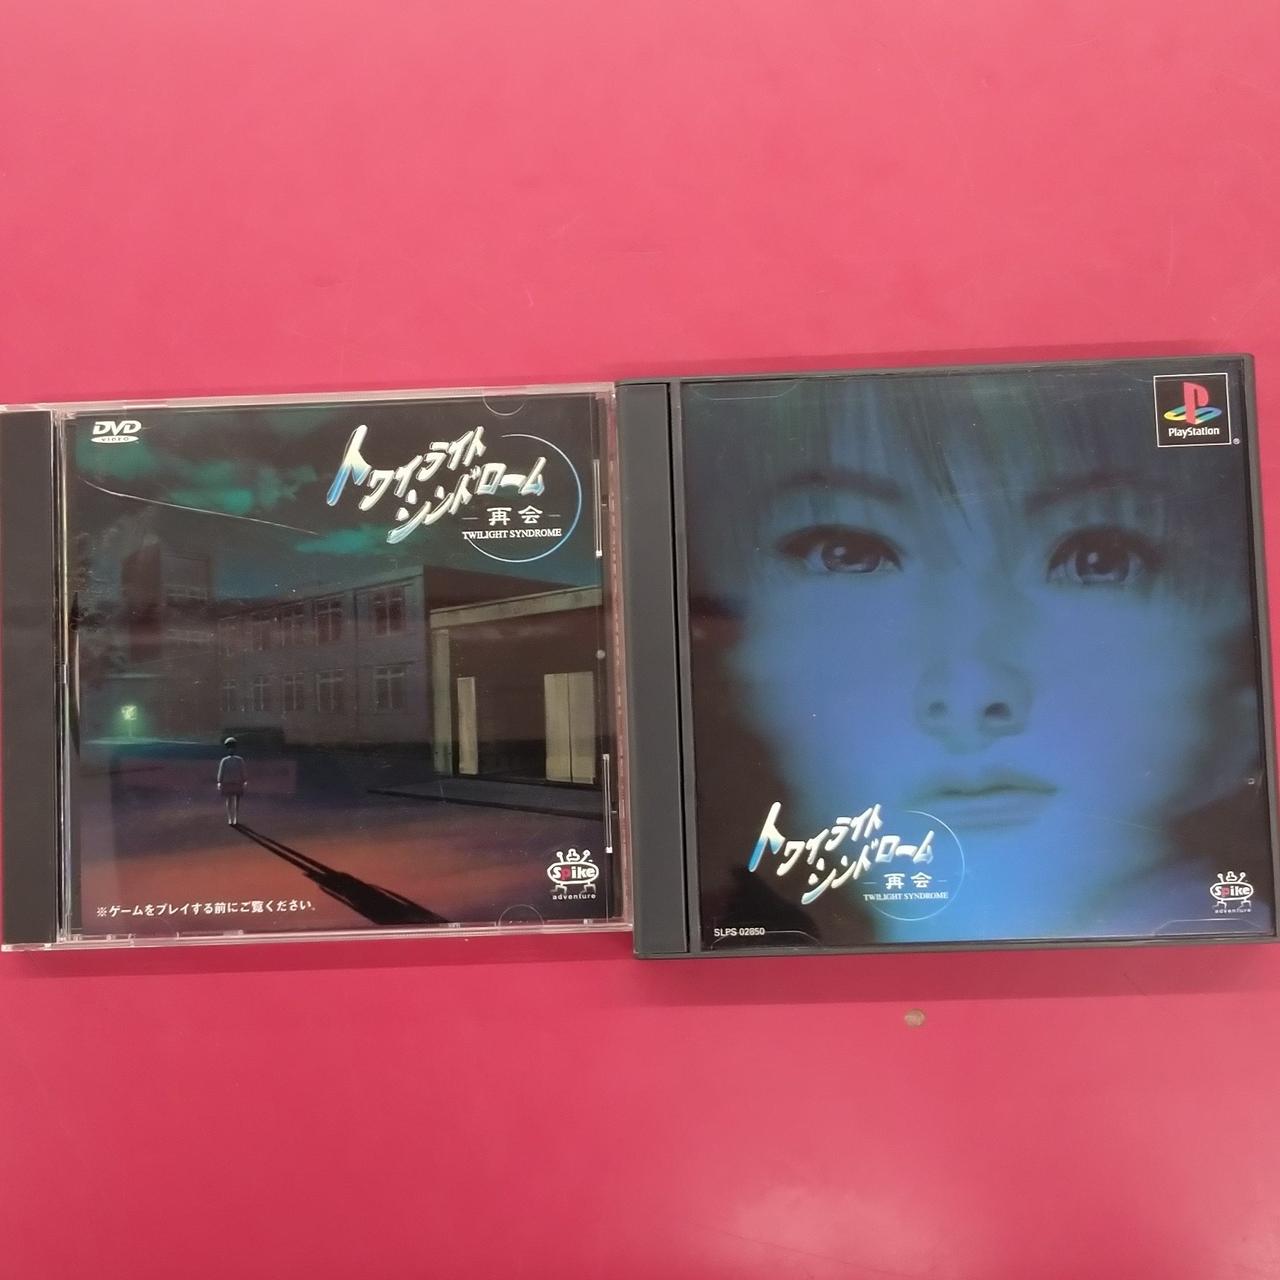 DVD
VIDEO
トワイライト
シンドローム
再会
TWILIGHT SYNDROME
Spike
adventure
※ゲームをプレイする前にご覧ください。
PlayStation
®
トワイライト
シンドローム
再会
TWILIGHT SYNDROME
SLPS-02850
Spike
adventure